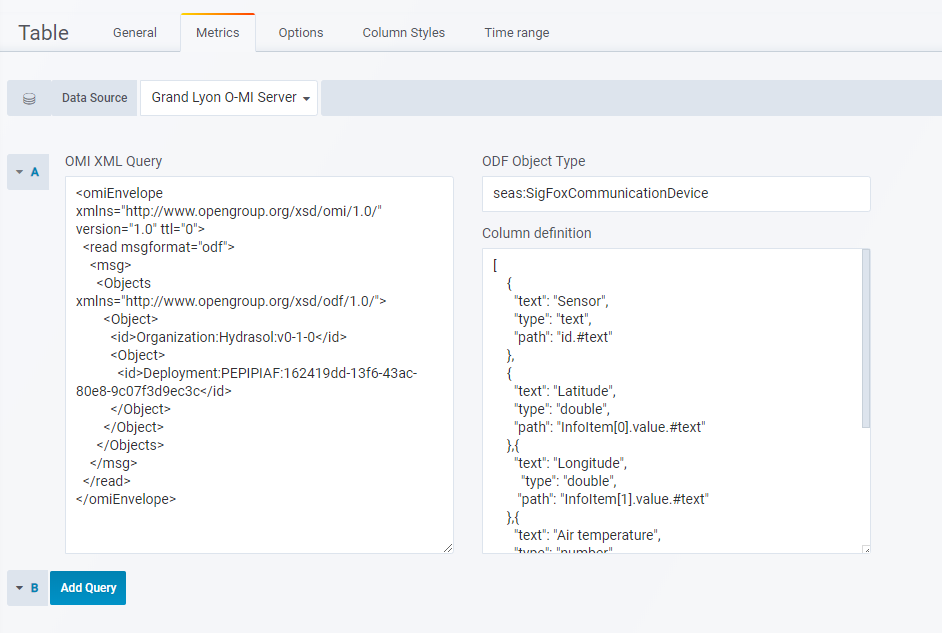 Table General Metrics Options Column Styles Time range
Data Source Grand Lyon O-MI Server
A
OMI XML Query
<omiEnvelope
xmlns="http://www.opengroup.org/xsd/omi/1.0/"
version="1.0" ttl="0">
<read msgformat="odf">
<msg>
<Objects
xmlns="http://www.opengroup.org/xsd/odf/1.0/">
<Object>
<id>Organization:Hydrasol:v0-1-0</id>
<Object>
<id>Deployment:PEPIPIAF:162419dd-13f6-43ac-
80e8-9c07f3d9ec3c</id>
</Object>
</Object>
</Objects>
</msg>
</read>
</omiEnvelope>
ODF Object Type
seas:SigFoxCommunicationDevice
Column definition
[
{
"text": "Sensor",
"type": "text",
"path": "id.#text"
},
{
"text": "Latitude",
"type": "double",
"path": "InfoItem[0].value.#text"
},{
"text": "Longitude",
"type": "double",
"path": "InfoItem[1].value.#text"
},{
"text": "Air temperature",
"type": "number"
B Add Query